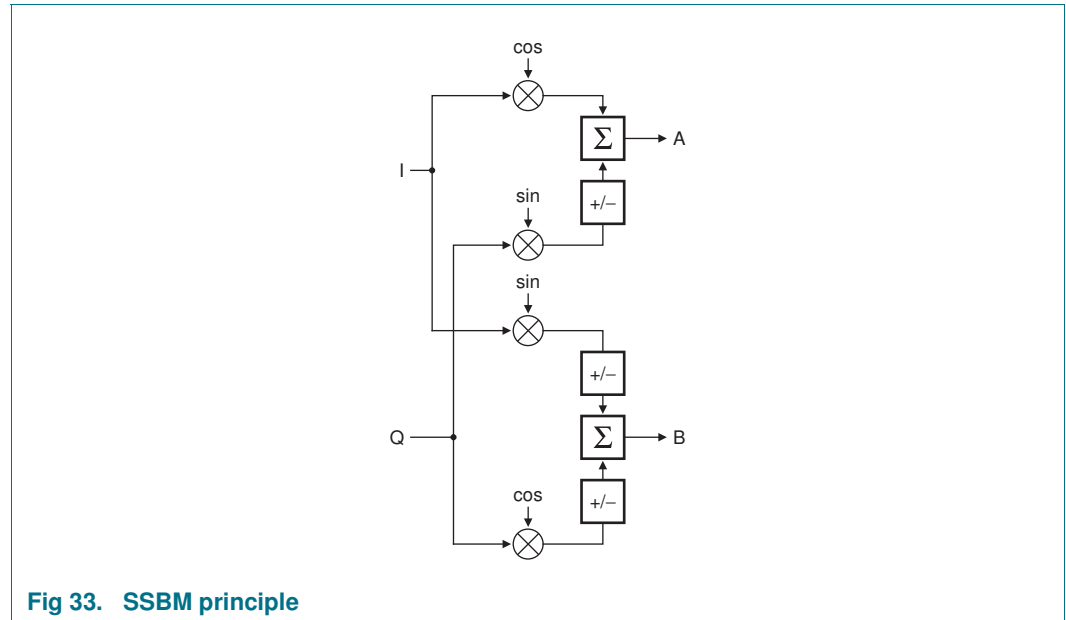 cos
Σ
A
I
sin
+/−
sin
+/−
Q
Σ
B
cos
+/−
Fig 33. SSBM principle